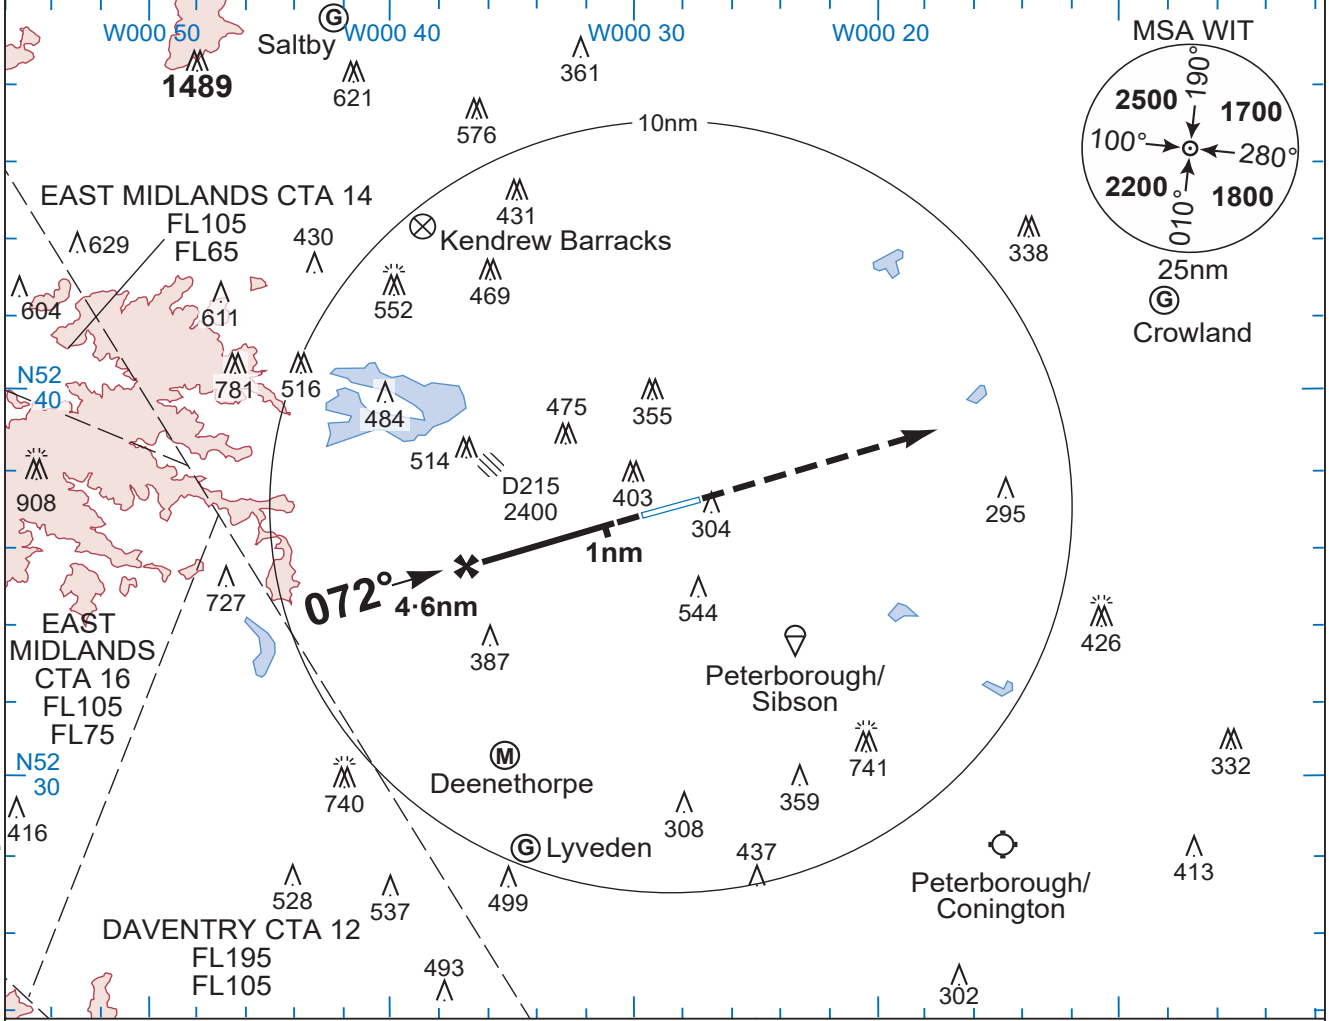 W000 50
W000 40
W000 30
W000 20
G
Saltby
1489
621
361
576
MSA WIT
2500
190°
1700
100°
280°
2200
010°
1800
25nm
10nm
EAST MIDLANDS CTA 14
FL105
FL65
629
430
431
Kendrew Barracks
469
552
338
G
Crowland
604
611
781
516
N52
40
484
475
355
514
D215
2400
403
304
295
908
1nm
072°
4·6nm
727
544
387
426
EAST
MIDLANDS
CTA 16
FL105
FL75
Peterborough/
Sibson
741
332
N52
30
M
Deenethorpe
740
359
308
416
G
Lyveden
437
413
528
537
499
Peterborough/
Conington
DAVENTRY CTA 12
FL195
FL105
493
302